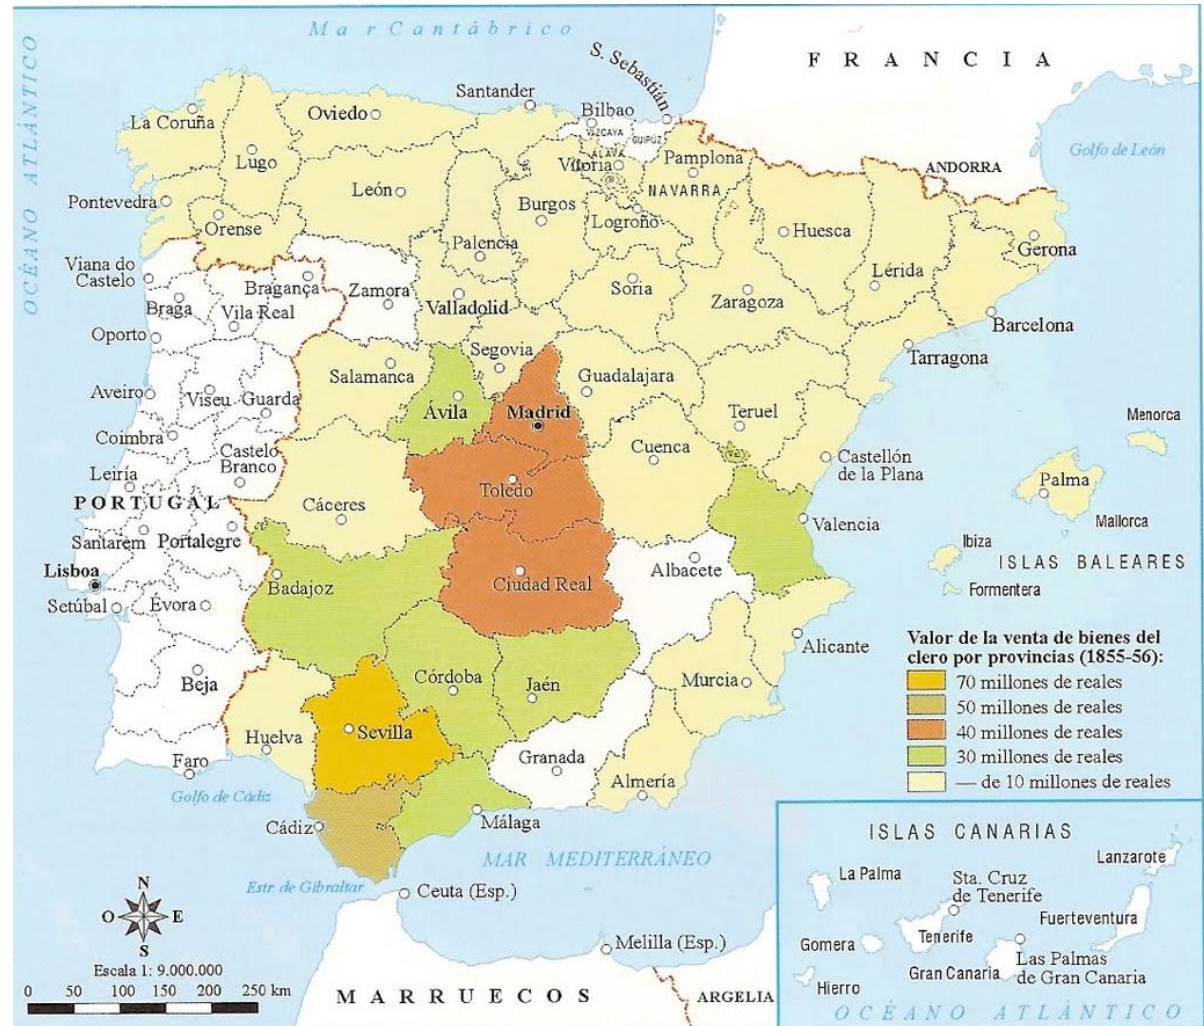 Mar Cantábrico
FRANCIA
OCÉANO ATLÁNTICO
S. Sebastián
Santander
Bilbao
Oviedo
La Coruña
VIZCAYA
GUIPÚZ.
ÁLAVA
Vitoria
Pamplona
NAVARRA
ANDORRA
Golfo de León
Lugo
León
Pontevedra
Orense
Burgos
Logroño
Huesca
Gerona
Palencia
Lérida
Viana do
Castelo
Bragança
Zamora
Soria
Zaragoza
Braga
Vila Real
Valladolid
Barcelona
Oporto
Tarragona
Segovia
Salamanca
Guadalajara
Aveiro
Viseu
Guarda
Ávila
Madrid
Teruel
Menorca
Coimbra
Castelo
Branco
Cuenca
Castellón
de la Plana
Leiría
Toledo
Palma
PORTUGAL
Cáceres
Valencia
Mallorca
Santarem
Portalegre
Ibiza
ISLAS BALEARES
Lisboa
Badajoz
Ciudad Real
Albacete
Formentera
Setúbal
Évora
Alicante
Beja
Córdoba
Jaén
Murcia
Huelva
Sevilla
Granada
Faro
Almería
Golfo de Cádiz
Cádiz
Málaga
MAR MEDITERRÁNEO
Estr. de Gibraltar
Ceuta (Esp.)
Melilla (Esp.)
MARRUECOS
ARGELIA
Valor de la venta de bienes del
clero por provincias (1855-56):
70 millones de reales
50 millones de reales
40 millones de reales
30 millones de reales
— de 10 millones de reales
N
O
E
S
Escala 1: 9.000.000
0 50 100 150 200 250 km
ISLAS CANARIAS
Lanzarote
La Palma
Sta. Cruz
de Tenerife
Fuerteventura
Gomera
Tenerife
Gran Canaria
Las Palmas
de Gran Canaria
Hierro
OCÉANO ATLÁNTICO